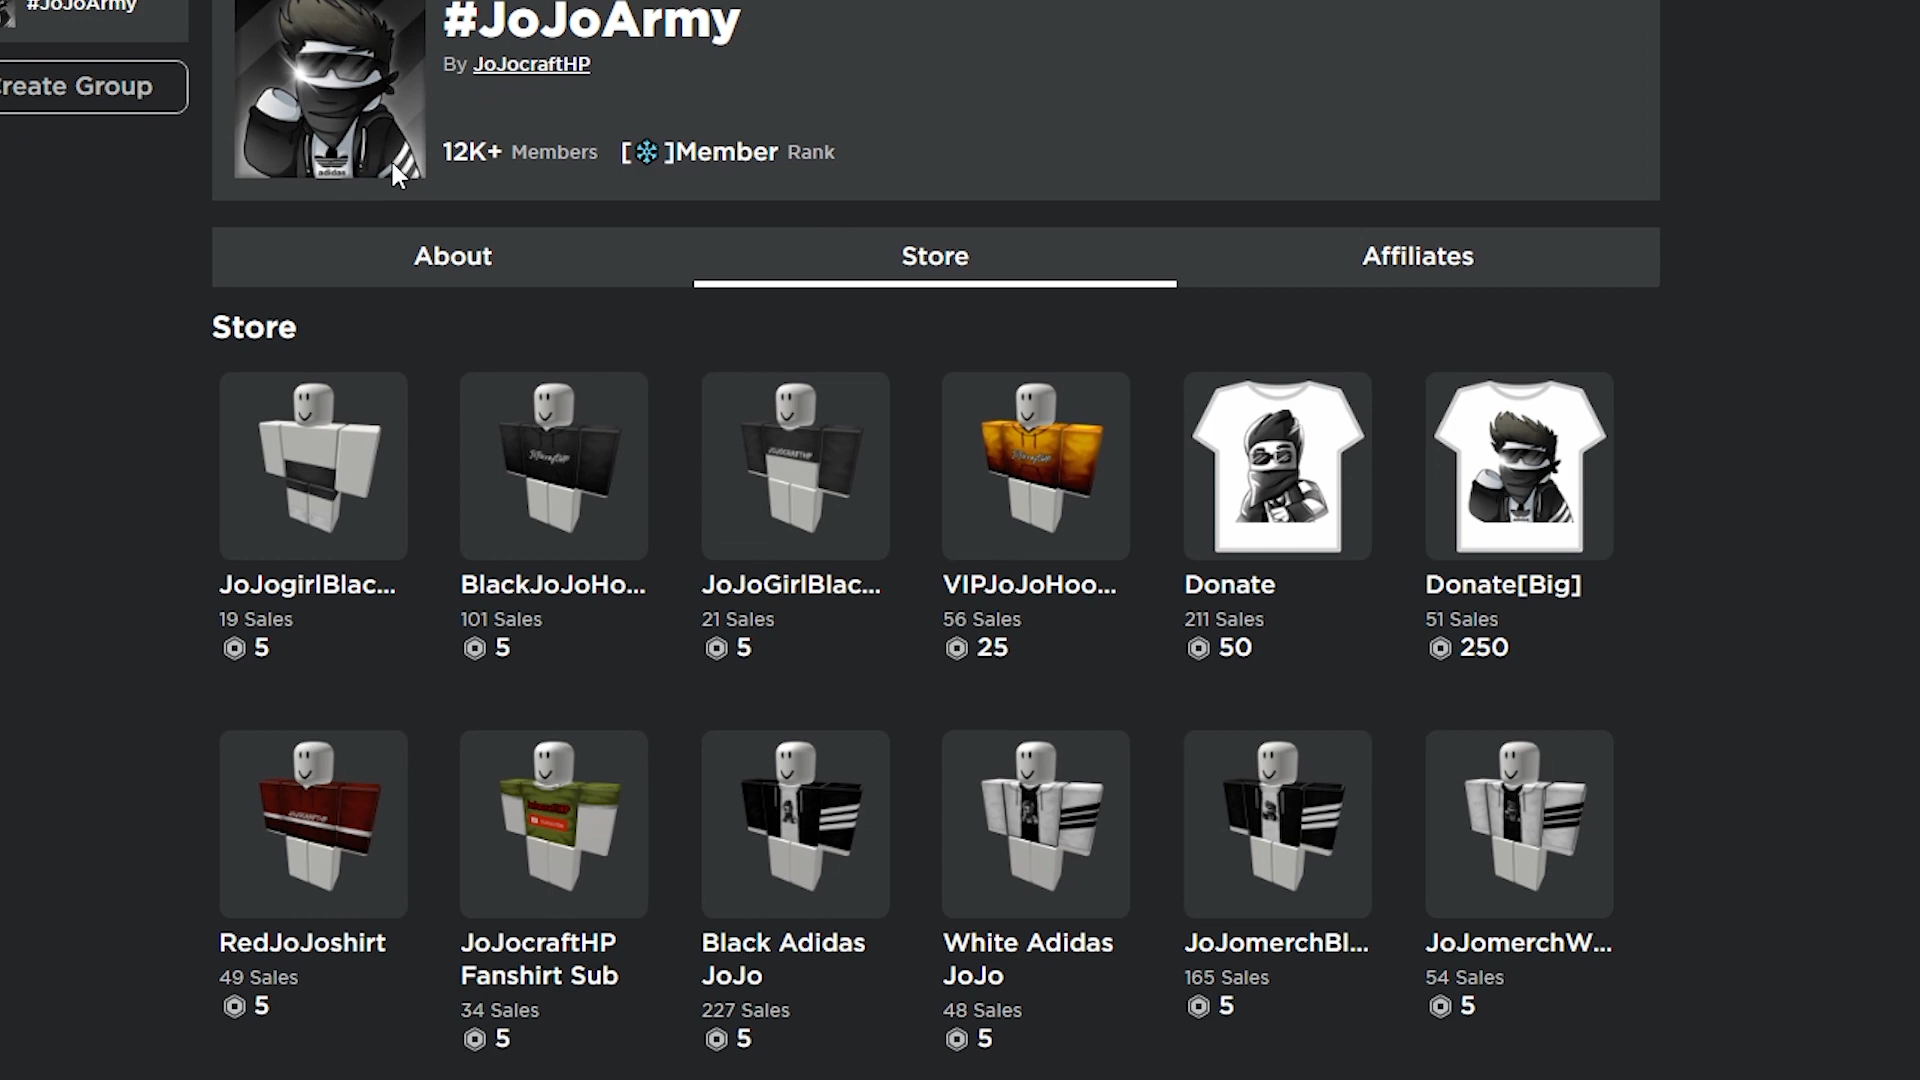 #JoJoArmy
#JoJoArmy
By JoJocraftHP
reate Group
12K+ Members [❄]Member Rank
adidas
About Store Affiliates
Store
JoJogirlBlac... BlackJoJoHo... JoJoGirlBlac... VIPJoJoHoo... Donate Donate[Big]
19 Sales 101 Sales 21 Sales 56 Sales 211 Sales 51 Sales
5 5 5 25 50 250
RedJoJoshirt JoJocraftHP Black Adidas White Adidas JoJomerchBl... JoJomerchW...
Fanshirt Sub JoJo JoJo
49 Sales 165 Sales 54 Sales
34 Sales 227 Sales 48 Sales
5 5 5
5 5 5